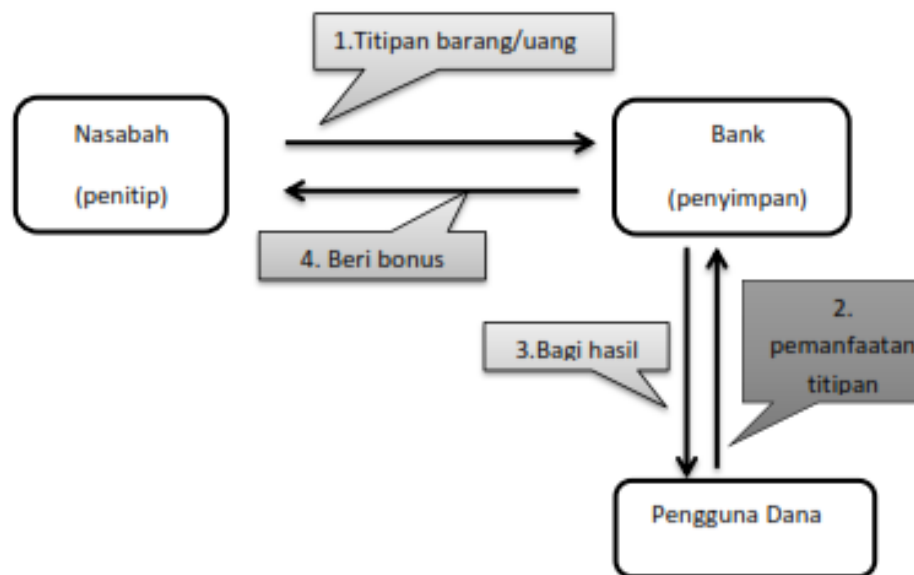 1.Titipan barang/uang
Nasabah
(penitip)
Bank
(penyimpan)
4. Beri bonus
3.Bagi hasil
2.
pemanfaatan
titipan
Pengguna Dana